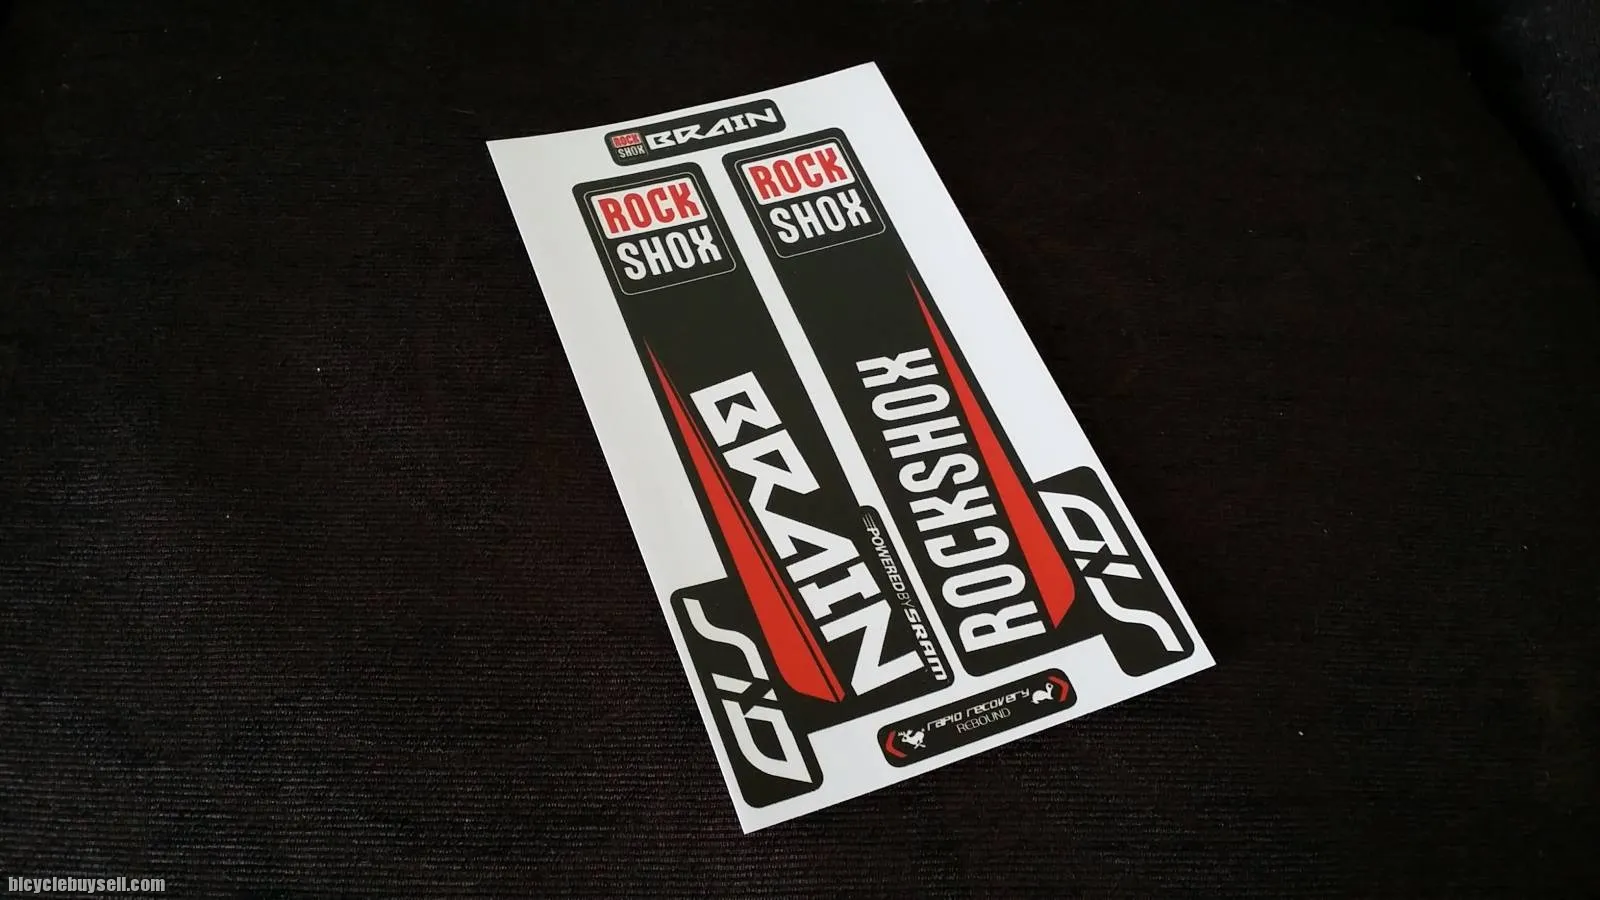 ROCK
SHOX
BRAIN
ROCK
SHOX
BRAIN
SID
ROCK
SHOX
ROCKSHOX
SID
POWERED BY SRAM
rapid recovery
REBOUND
bicyclebuysell.com